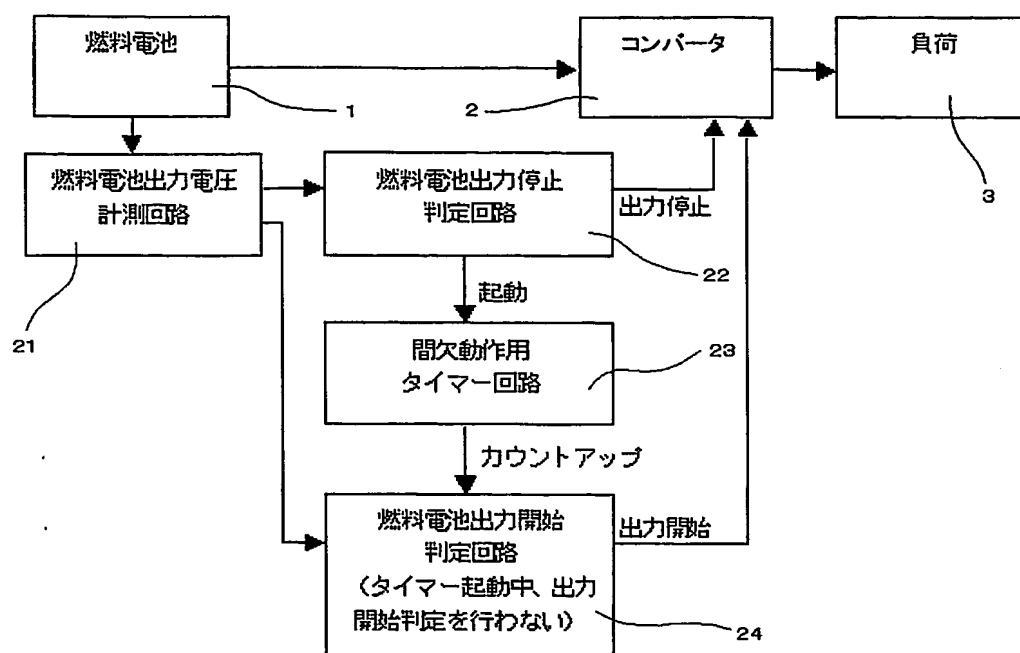 燃料電池
コンバータ
負荷
1
2
3
燃料電池出力電圧
計測回路
燃料電池出力停止
判定回路
出力停止
21
22
起動
間欠動作用
タイマー回路
23
カウントアップ
燃料電池出力開始
判定回路
(タイマー起動中、出力
開始判定を行わない)
出力開始
24